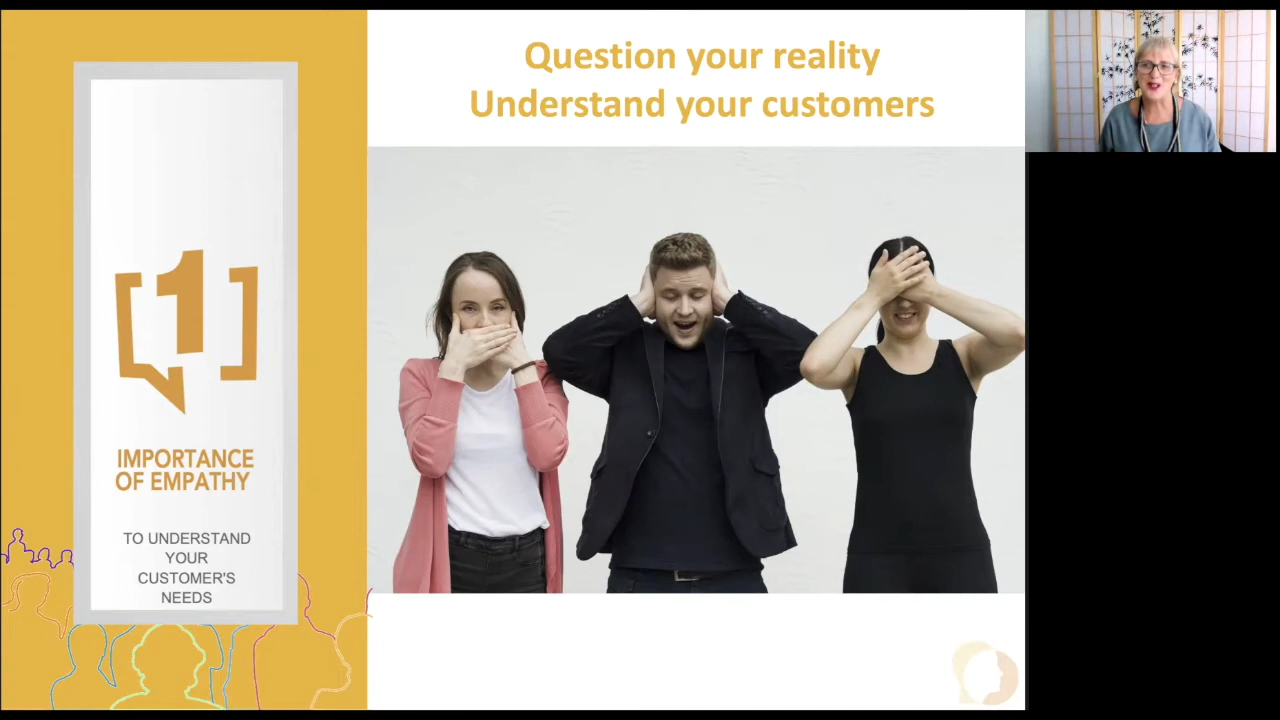 Question your reality
Understand your customers
1
IMPORTANCE
OF EMPATHY
TO UNDERSTAND
YOUR
CUSTOMER'S
NEEDS